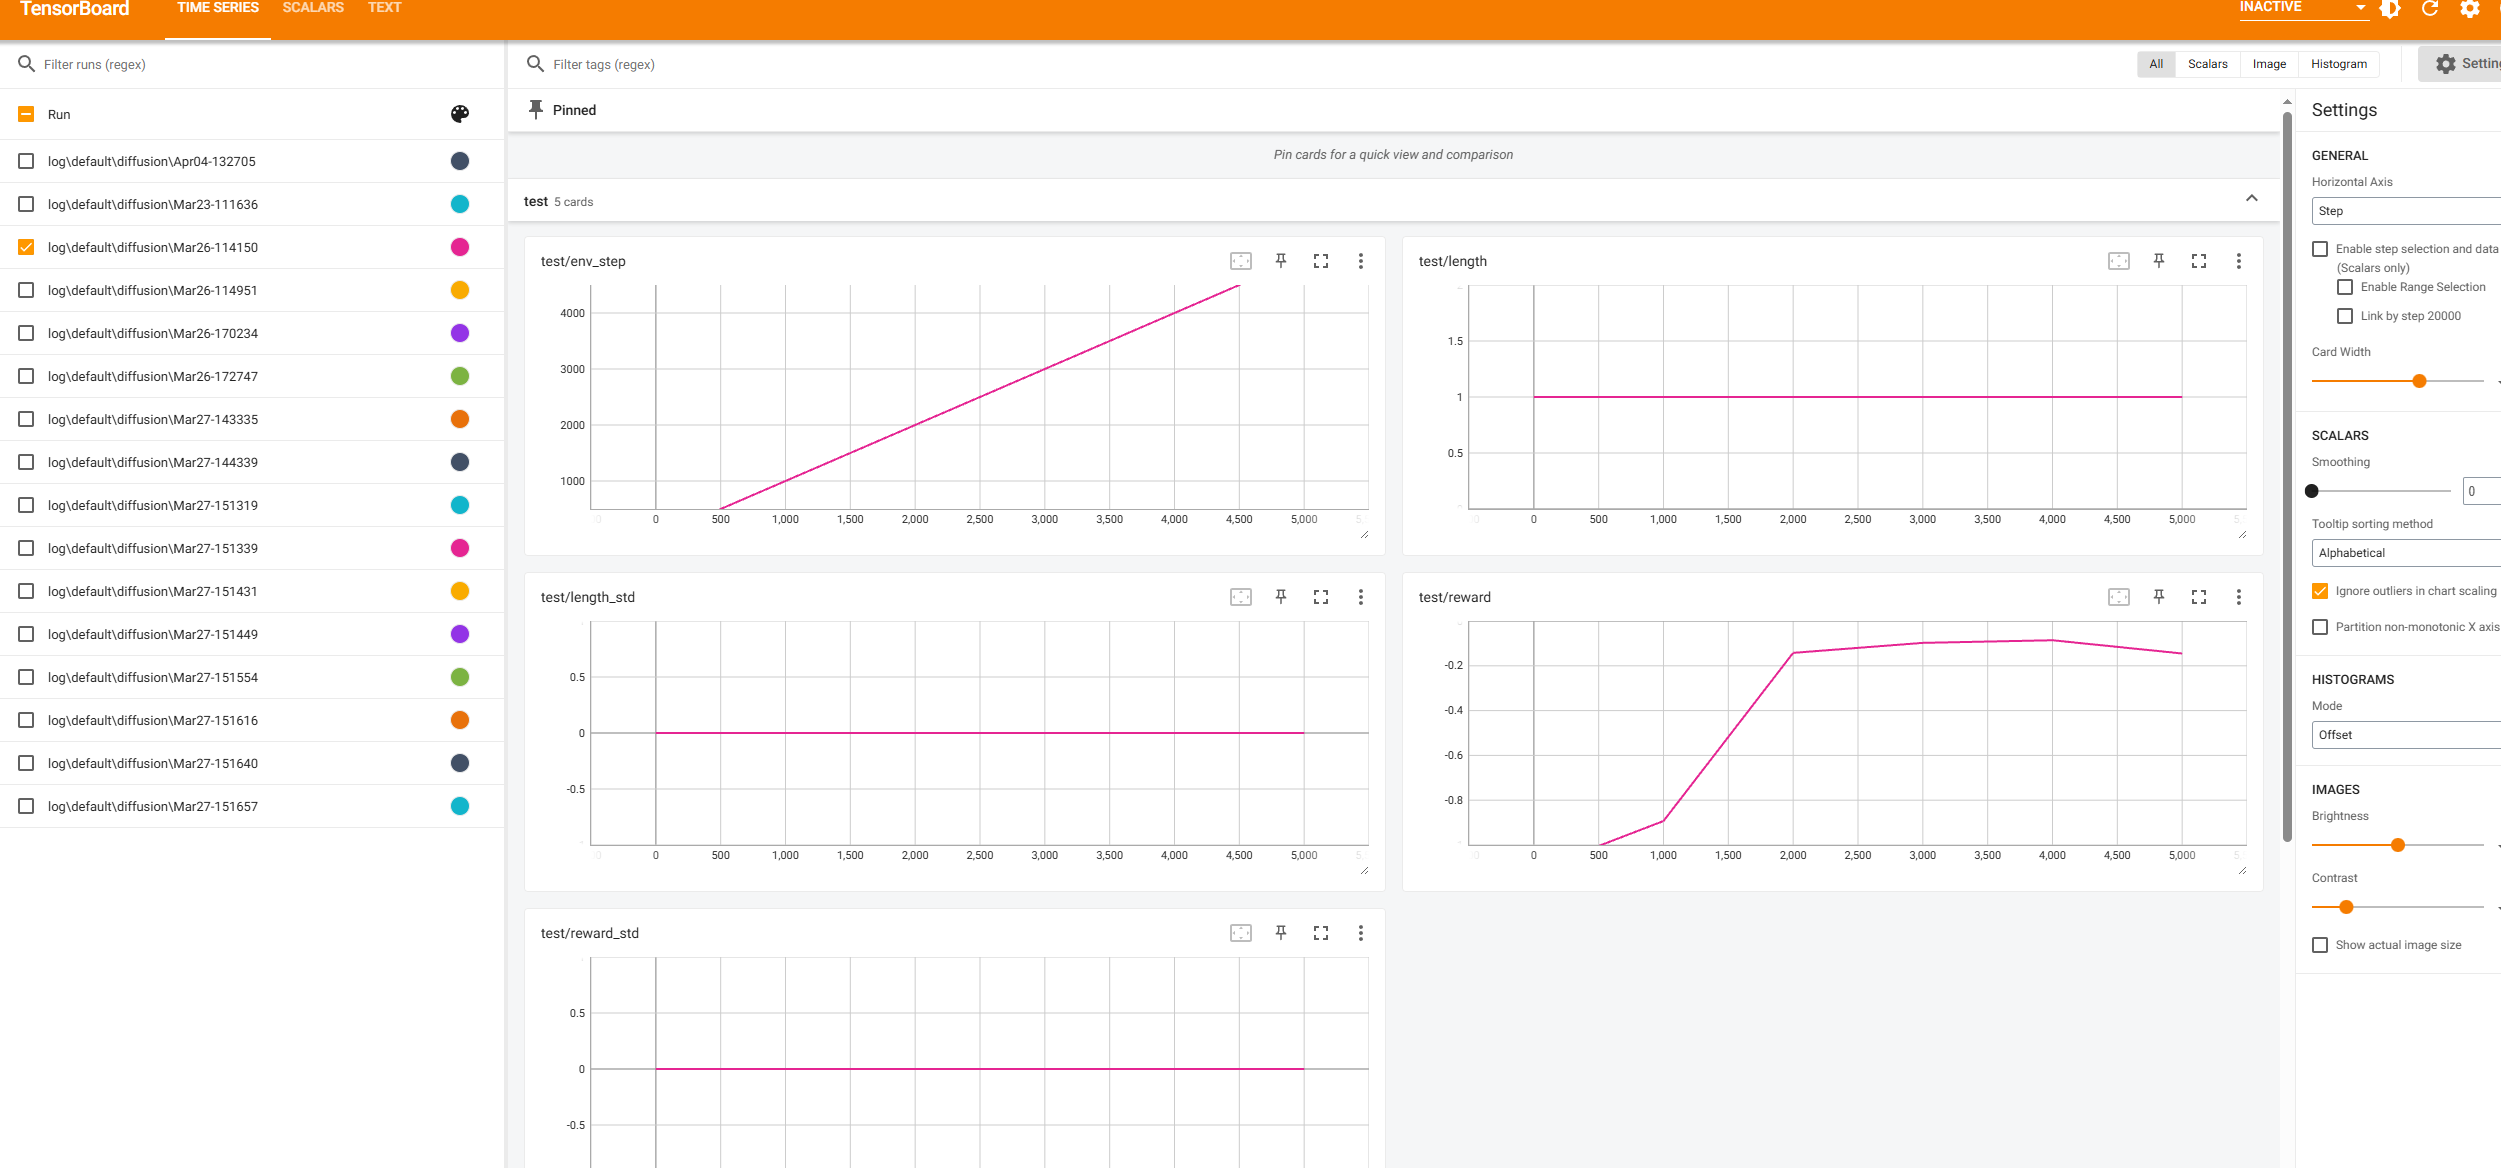 TensorBoard
TIME SERIES
SCALARS
TEXT
INACTIVE
Filter runs (regex)
Filter tags (regex)
All
Scalars
Image
Histogram
Run
log\default\diffusion\Apr04-132705
log\default\diffusion\Mar23-111636
log\default\diffusion\Mar26-114150
log\default\diffusion\Mar26-114951
log\default\diffusion\Mar26-170234
log\default\diffusion\Mar26-172747
log\default\diffusion\Mar27-143335
log\default\diffusion\Mar27-144339
log\default\diffusion\Mar27-151319
log\default\diffusion\Mar27-151339
log\default\diffusion\Mar27-151431
log\default\diffusion\Mar27-151449
log\default\diffusion\Mar27-151554
log\default\diffusion\Mar27-151616
log\default\diffusion\Mar27-151640
log\default\diffusion\Mar27-151657
Pinned
Pin cards for a quick view and comparison
test 5 cards
test/env_step
4000
3000
2000
1000
0 500 1,000 1,500 2,000 2,500 3,000 3,500 4,000 4,500 5,000
test/length
1.5
1
0.5
0 500 1,000 1,500 2,000 2,500 3,000 3,500 4,000 4,500 5,000
test/length_std
0.5
0
-0.5
0 500 1,000 1,500 2,000 2,500 3,000 3,500 4,000 4,500 5,000
test/reward
-0.2
-0.4
-0.6
-0.8
0 500 1,000 1,500 2,000 2,500 3,000 3,500 4,000 4,500 5,000
test/reward_std
0.5
0
-0.5
Settings
GENERAL
Horizontal Axis
Step
Enable step selection and data
(Scalars only)
Enable Range Selection
Link by step 20000
Card Width
SCALARS
Smoothing
0
Tooltip sorting method
Alphabetical
Ignore outliers in chart scaling
Partition non-monotonic X axis
HISTOGRAMS
Mode
Offset
IMAGES
Brightness
Contrast
Show actual image size